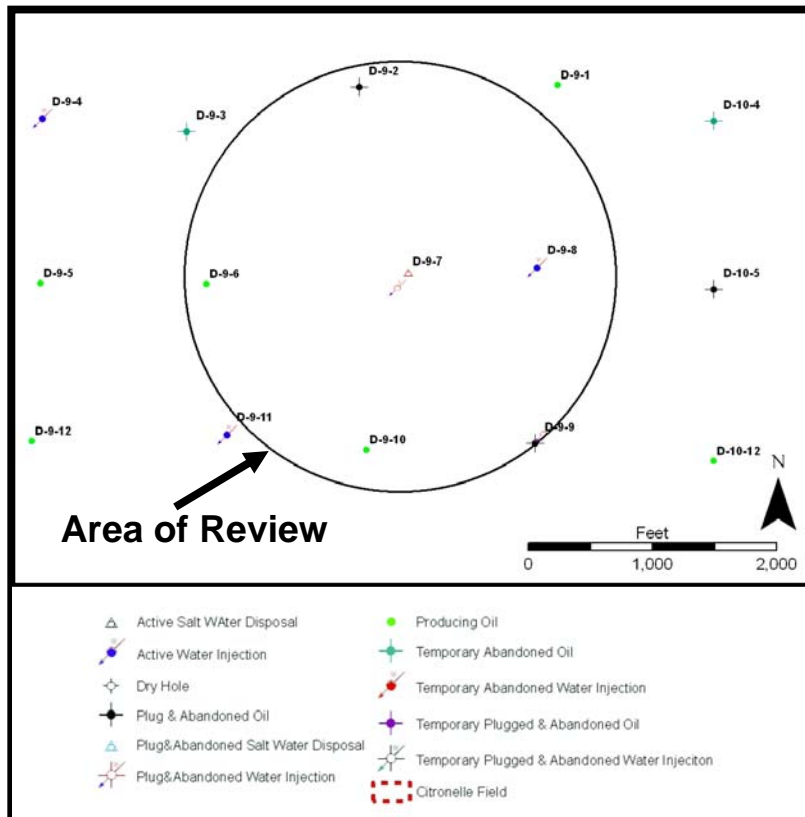 D-9-2
D-9-1
D-9-4
D-9-3
D-10-4
D-9-7
D-9-8
D-9-5
D-9-6
D-10-5
D-9-11
D-9-9
D-9-12
D-9-10
D-10-12
N
Area of Review
Feet
0 1,000 2,000
Active Salt WAter Disposal
Active Water Injection
Dry Hole
Plug & Abandoned Oil
Plug&Abandoned Salt Water Disposal
Plug&Abandoned Water Injection
Producing Oil
Temporary Abandoned Oil
Temporary Abandoned Water Injection
Temporary Plugged & Abandoned Oil
Temporary Plugged & Abandoned Water Injeciton
Citronelle Field